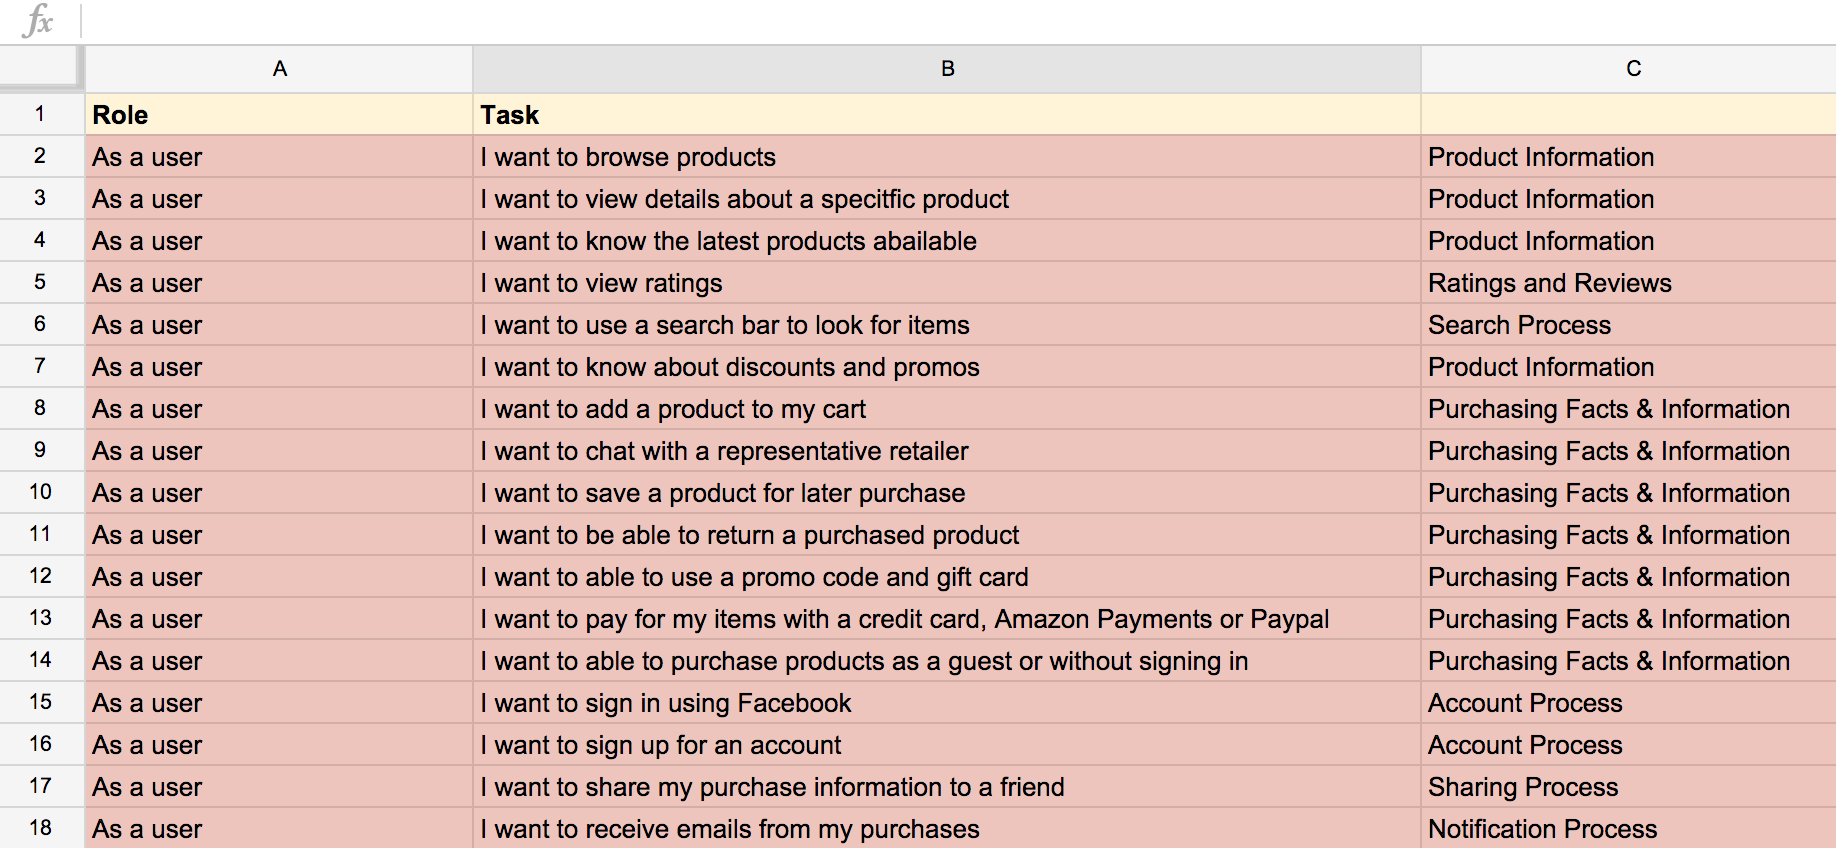 fx
A B C
1 Role Task
2 As a user I want to browse products Product Information
3 As a user I want to view details about a specitfic product Product Information
4 As a user I want to know the latest products abailable Product Information
5 As a user I want to view ratings Ratings and Reviews
6 As a user I want to use a search bar to look for items Search Process
7 As a user I want to know about discounts and promos Product Information
8 As a user I want to add a product to my cart Purchasing Facts & Information
9 As a user I want to chat with a representative retailer Purchasing Facts & Information
10 As a user I want to save a product for later purchase Purchasing Facts & Information
11 As a user I want to be able to return a purchased product Purchasing Facts & Information
12 As a user I want to able to use a promo code and gift card Purchasing Facts & Information
13 As a user I want to pay for my items with a credit card, Amazon Payments or Paypal Purchasing Facts & Information
14 As a user I want to able to purchase products as a guest or without signing in Purchasing Facts & Information
15 As a user I want to sign in using Facebook Account Process
16 As a user I want to sign up for an account Account Process
17 As a user I want to share my purchase information to a friend Sharing Process
18 As a user I want to receive emails from my purchases Notification Process